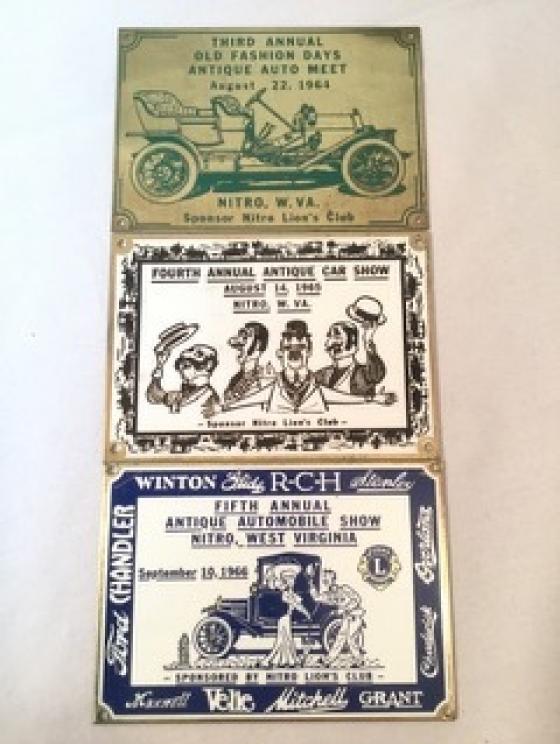 THIRD ANNUAL
OLD FASHION DAYS
ANTIQUE AUTO MEET
August 22, 1964
NITRO, W. VA.
Sponsor Nitro Lion's Club
FOURTH ANNUAL ANTIQUE CAR SHOW
AUGUST 14, 1965
NITRO, W. VA.
- Sponsor Nitro Lion's Club -
WINTON R-C-H Stanley
Ford CHANDLER
FIFTH ANNUAL
ANTIQUE AUTOMOBILE SHOW
NITRO, WEST VIRGINIA
September 10, 1966
L
- SPONSORED BY NITRO LION'S CLUB -
Maxwell Velie Mitchell GRANT